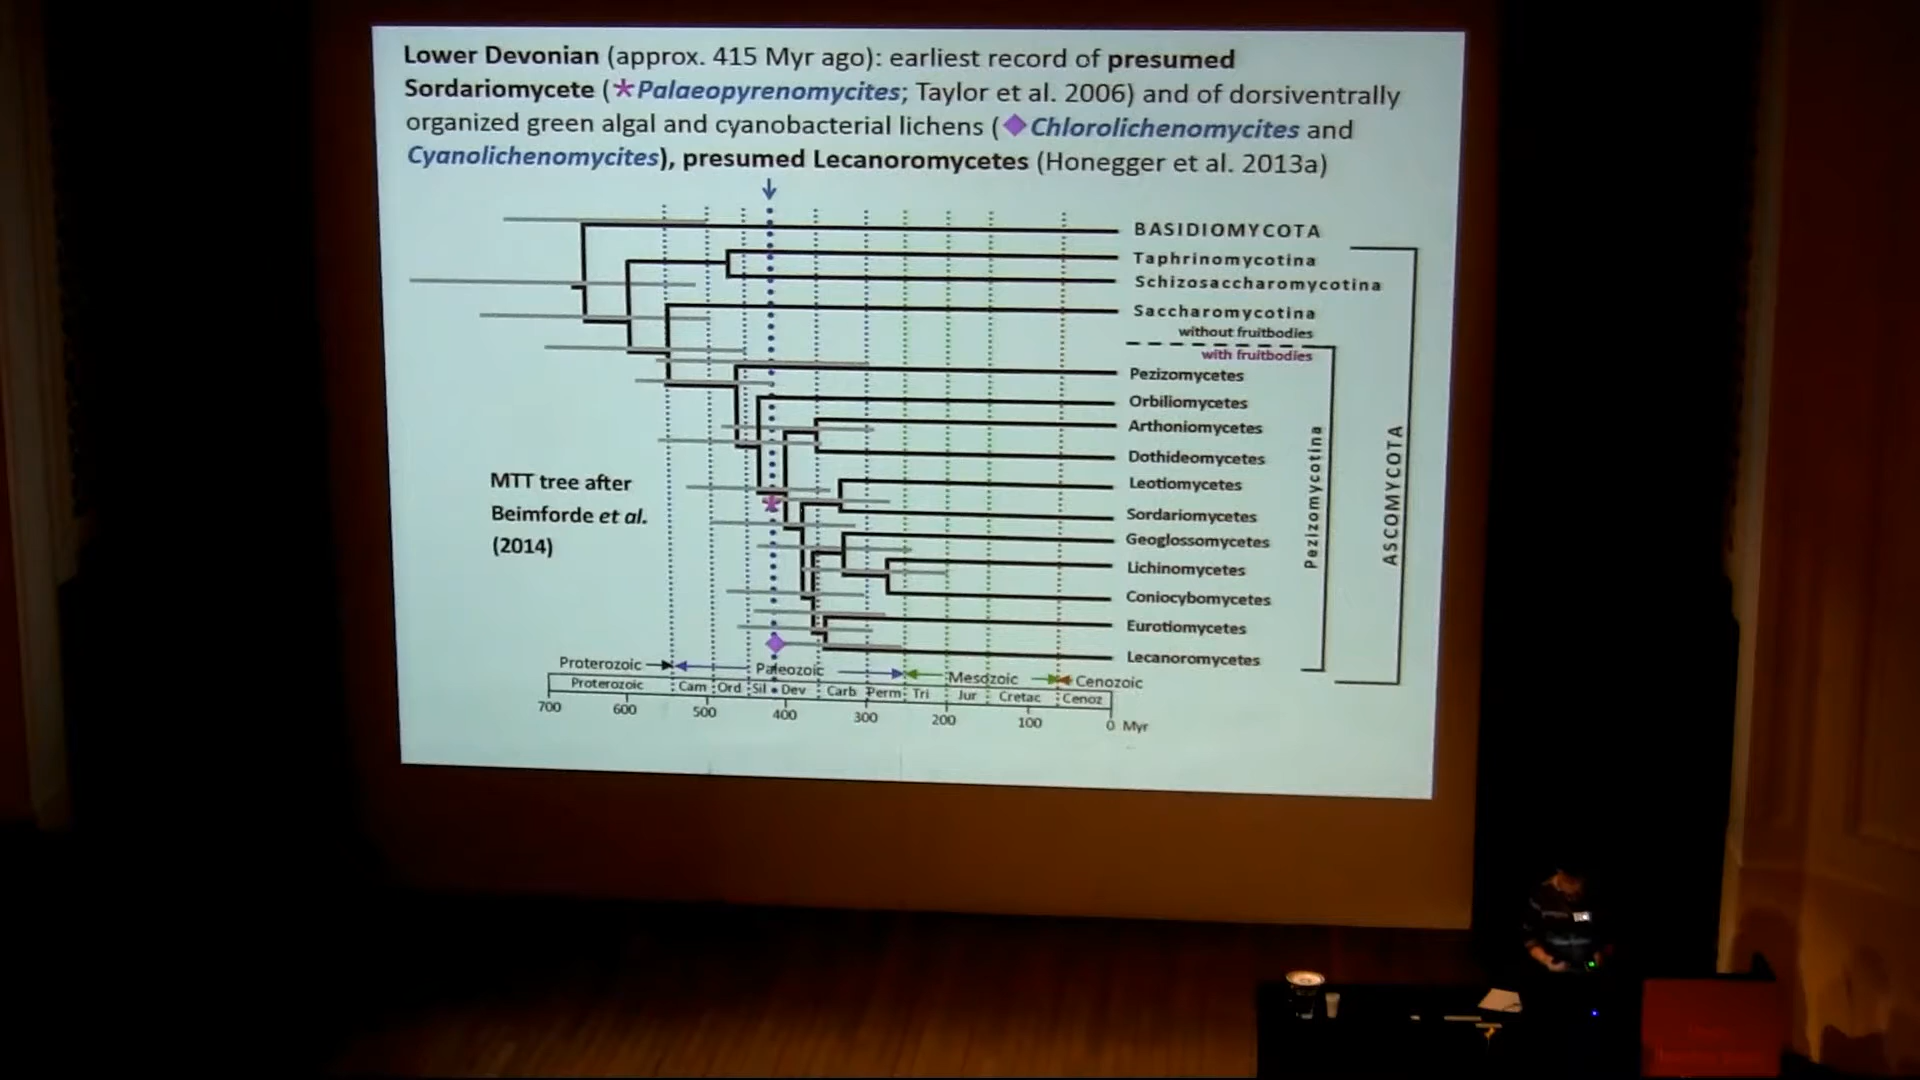 Lower Devonian (approx. 415 Myr ago): earliest record of presumed
Sordariomycete (*Palaeopyrenomycites; Taylor et al. 2006) and of dorsiventrally
organized green algal and cyanobacterial lichens (◆Chlorolichenomycites and
Cyanolichenomycites), presumed Lecanoromycetes (Honegger et al. 2013a)
BASIDIOMYCOTA
Taphrinomycotina
Schizosaccharomycotina
Saccharomycotina
without fruitbodies
with fruitbodies
Pezizomycetes
Orbiliomycetes
Arthoniomycetes
Dothideomycetes
Leotiomycetes
Sordariomycetes
Geoglossomycetes
Lichinomycetes
Coniocybomycetes
Eurotiomycetes
Lecanoromycetes
Pezizomycotina
ASCOMYCOTA
MTT tree after
Beimforde et al.
(2014)
Proterozoic Paleozoic Mesozoic Cenozoic
Proterozoic Cam Ord Sil Dev Carb Perm Tri Jur Cretac Cenoz
700 600 500 400 300 200 100 0 Myr